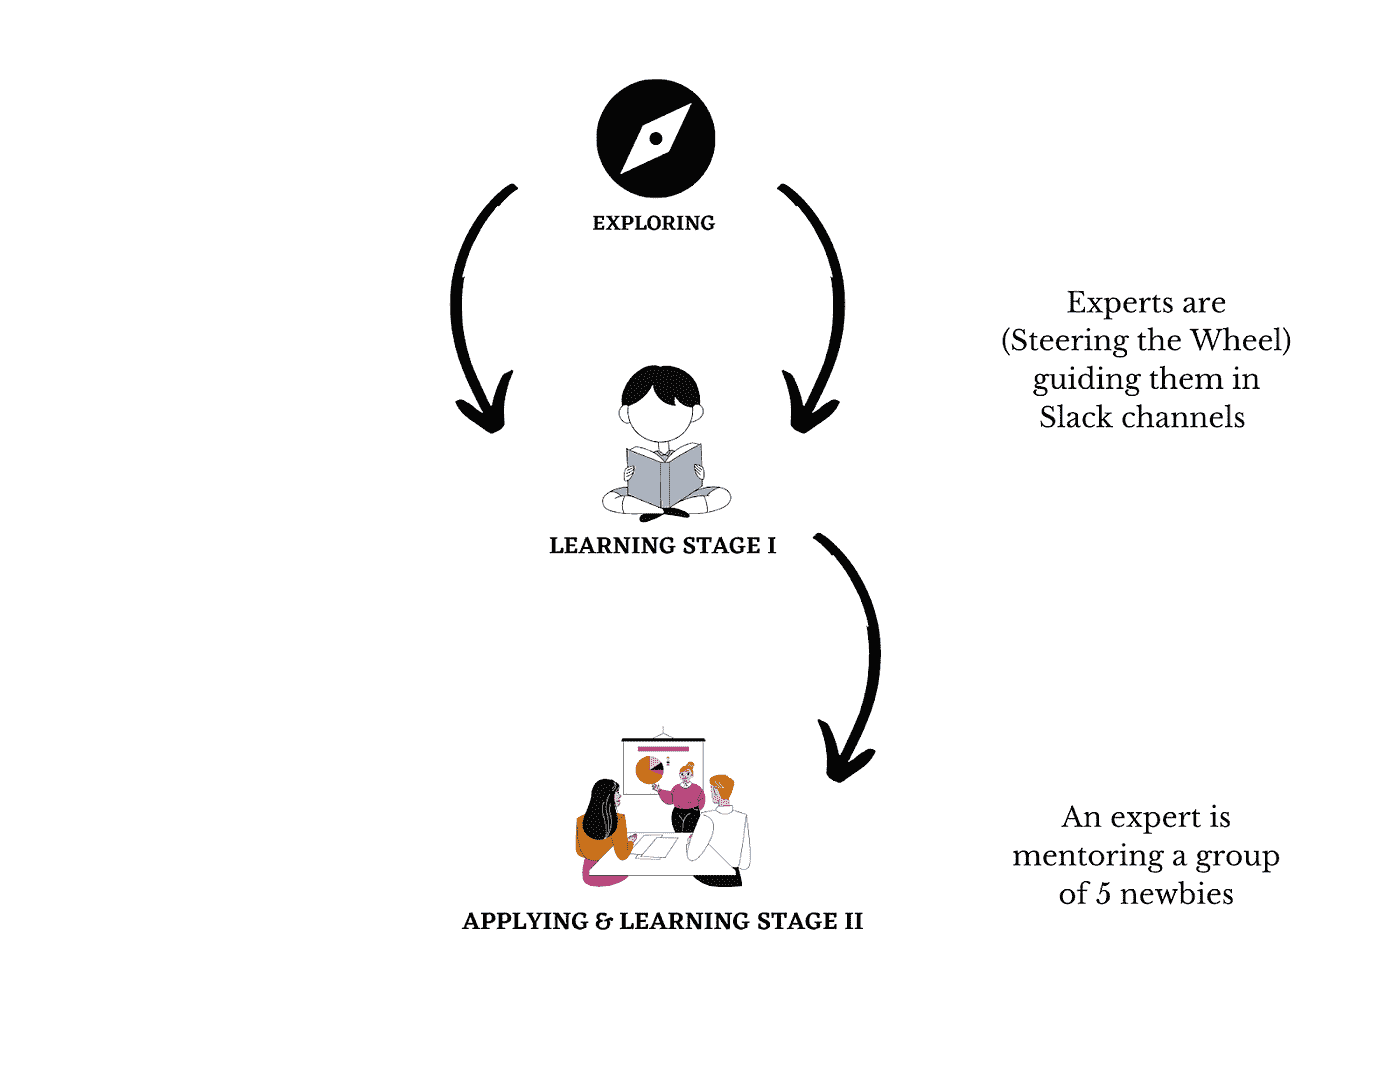 EXPLORING
Experts are
(Steering the Wheel)
guiding them in
Slack channels
LEARNING STAGE I
An expert is
mentoring a group
of 5 newbies
APPLYING & LEARNING STAGE II